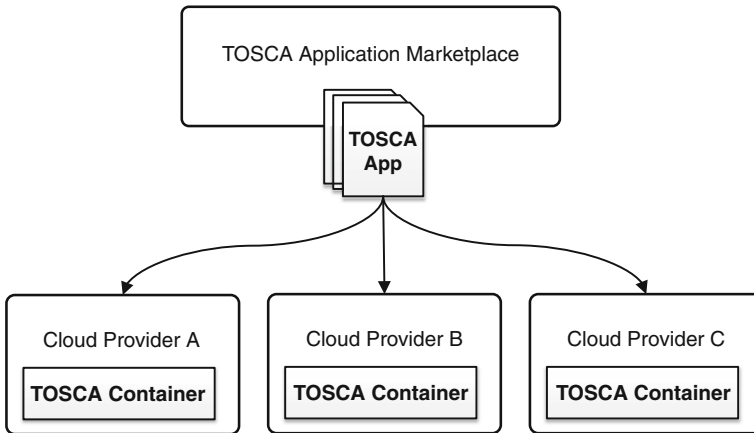 TOSCA Application Marketplace
TOSCA
App
Cloud Provider A
Cloud Provider B
Cloud Provider C
TOSCA Container
TOSCA Container
TOSCA Container